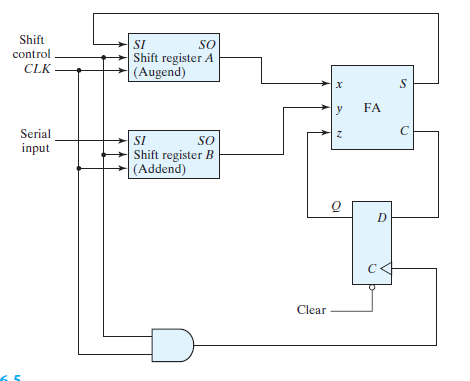 Shift
control
CLK
SI SO
Shift register A
(Augend)
x S
y FA
z C
Serial
input
SI SO
Shift register B
(Addend)
Q
D
C
Clear